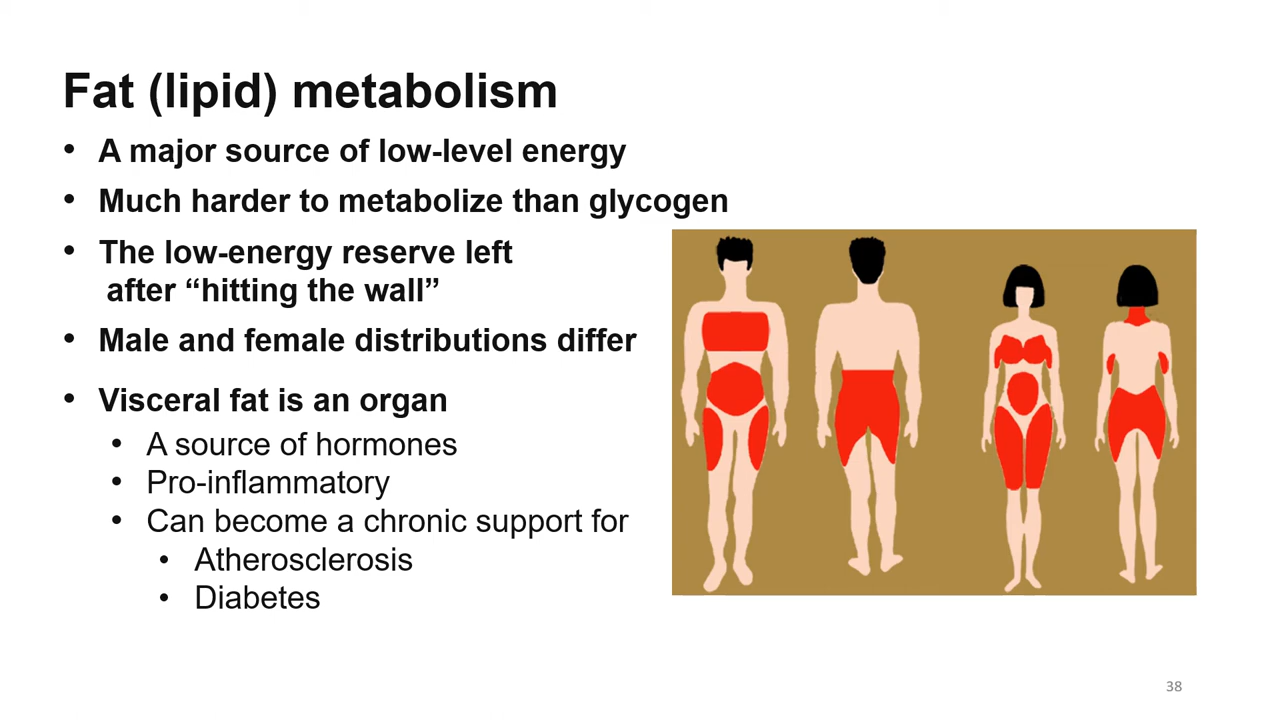 Fat (lipid) metabolism
• A major source of low-level energy
• Much harder to metabolize than glycogen
• The low-energy reserve left
after “hitting the wall”
• Male and female distributions differ
• Visceral fat is an organ
• A source of hormones
• Pro-inflammatory
• Can become a chronic support for
• Atherosclerosis
• Diabetes
38